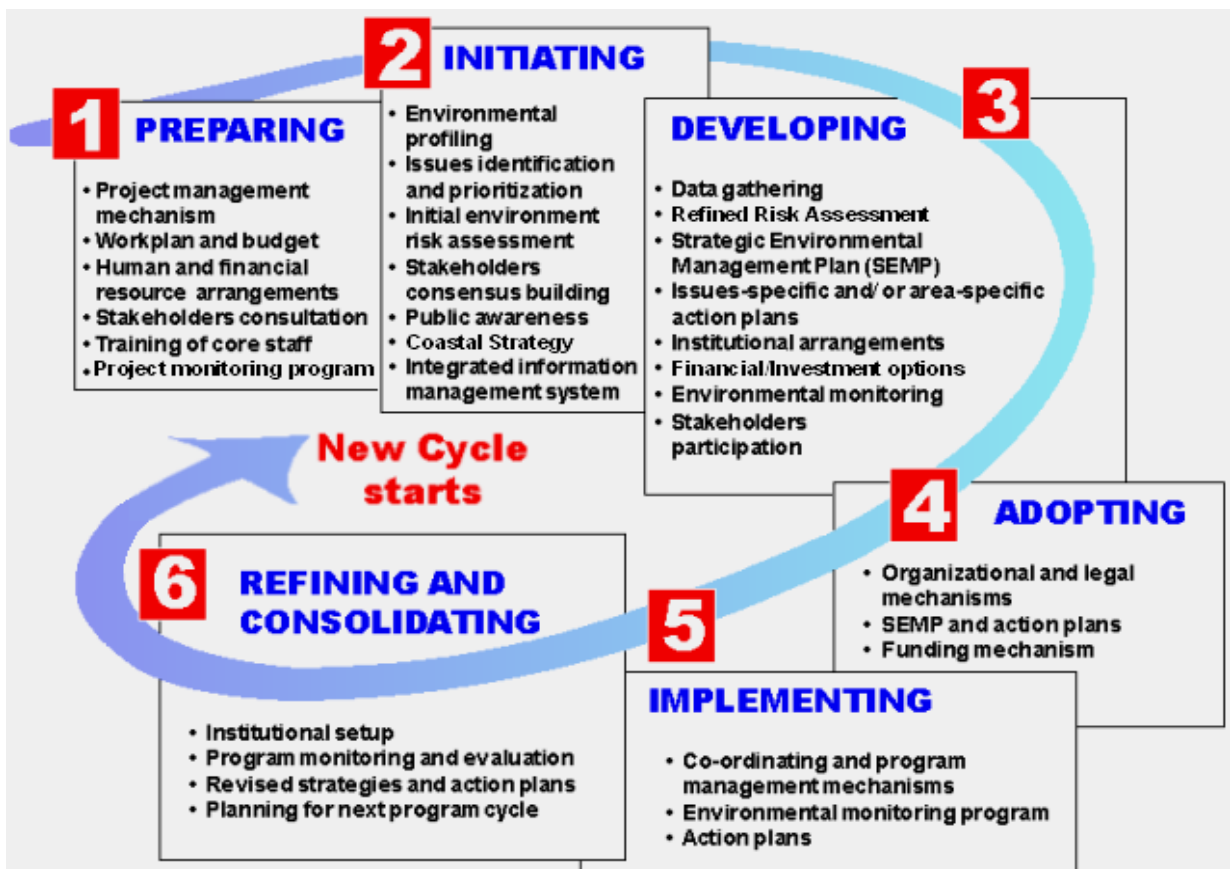 1
PREPARING
• Project management
mechanism
• Workplan and budget
• Human and financial
resource arrangements
• Stakeholders consultation
• Training of core staff
• Project monitoring program
2
INITIATING
• Environmental
profiling
• Issues identification
and prioritization
• Initial environment
risk assessment
• Stakeholders
consensus building
• Public awareness
• Coastal Strategy
• Integrated information
management system
3
DEVELOPING
• Data gathering
• Refined Risk Assessment
• Strategic Environmental
Management Plan (SEMP)
• Issues-specific and/ or area-specific
action plans
• Institutional arrangements
• Financial/Investment options
• Environmental monitoring
• Stakeholders
participation
4
ADOPTING
• Organizational and legal
mechanisms
• SEMP and action plans
• Funding mechanism
5
IMPLEMENTING
• Co-ordinating and program
management mechanisms
• Environmental monitoring program
• Action plans
6
REFINING AND
CONSOLIDATING
• Institutional setup
• Program monitoring and evaluation
• Revised strategies and action plans
• Planning for next program cycle
New Cycle
starts